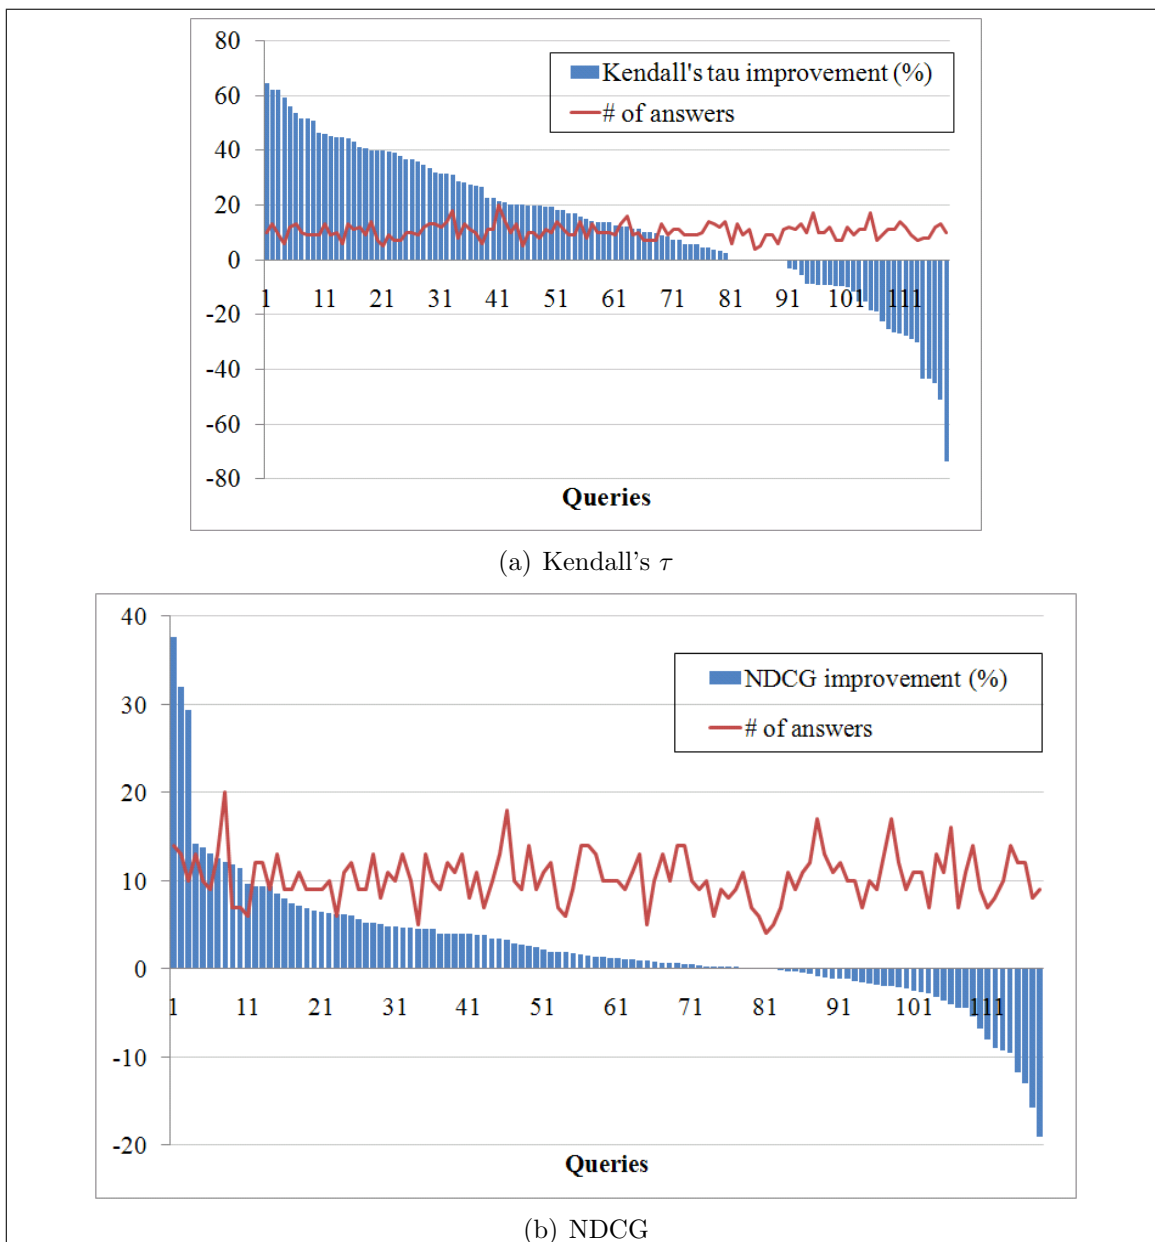 80
60
40
20
0
-20
-40
-60
-80
Kendall's tau improvement (%)
# of answers
1 11 21 31 41 51 61 71 81 91 101 111
Queries
(a) Kendall's τ
40
30
20
10
0
-10
-20
NDCG improvement (%)
# of answers
1 11 21 31 41 51 61 71 81 91 101 111
Queries
(b) NDCG